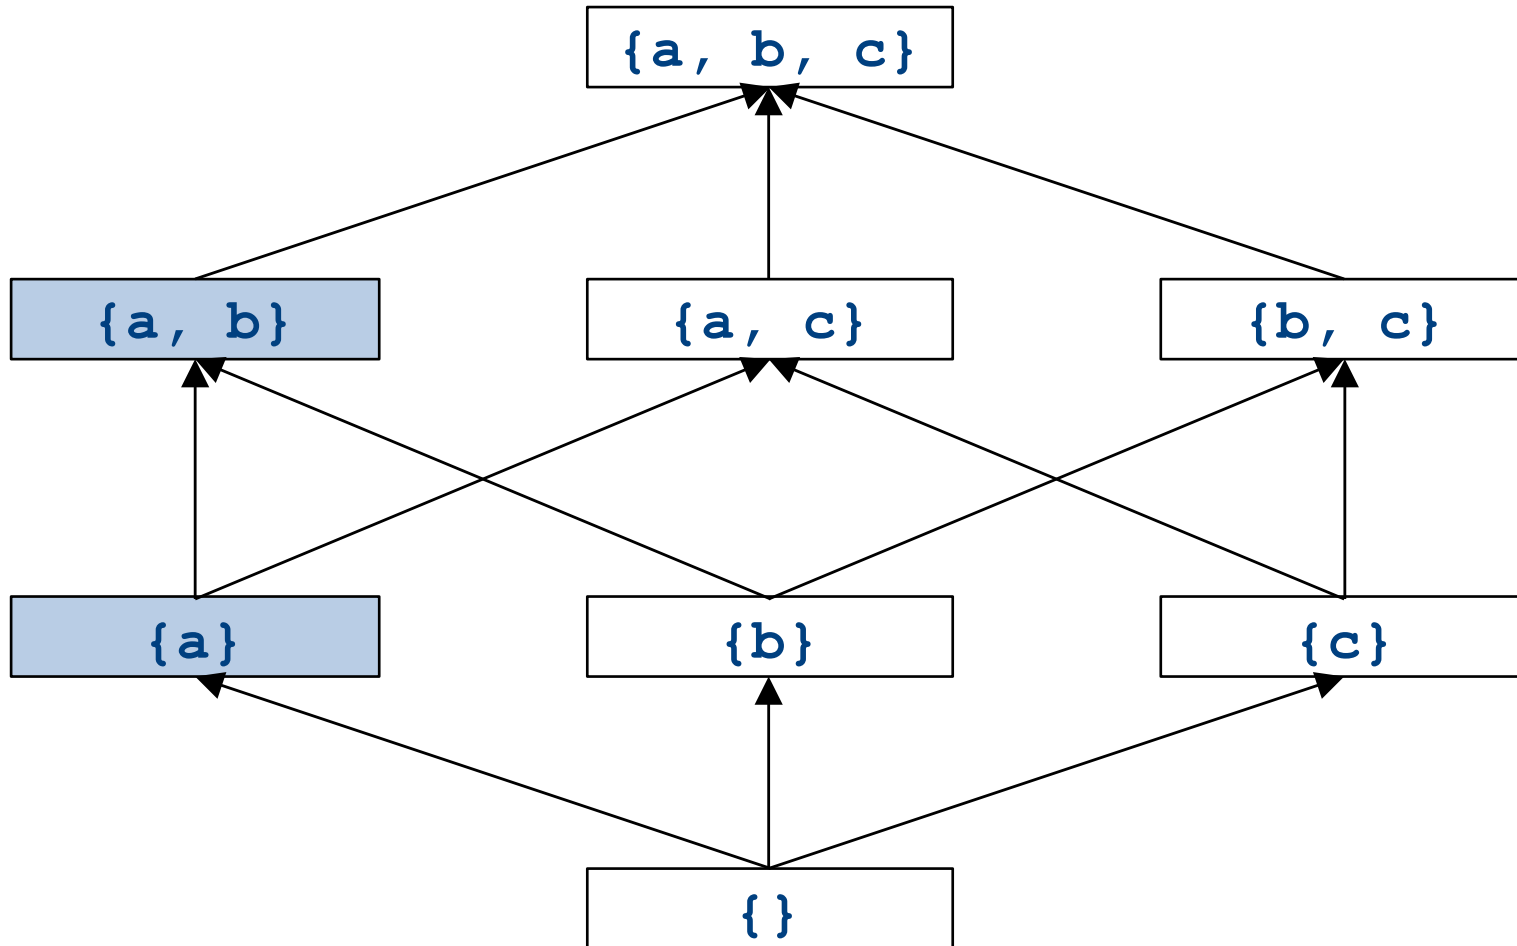 {a, b, c}
{a, b}
{a, c}
{b, c}
{a}
{b}
{c}
{}